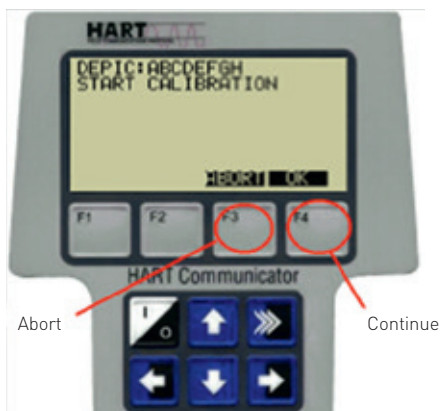 HART
DEPIC:ABCDEFGH
START CALIBRATION
ABORT OK
F1 F2 F3 F4
HART Communicator
Abort
Continue
I
O